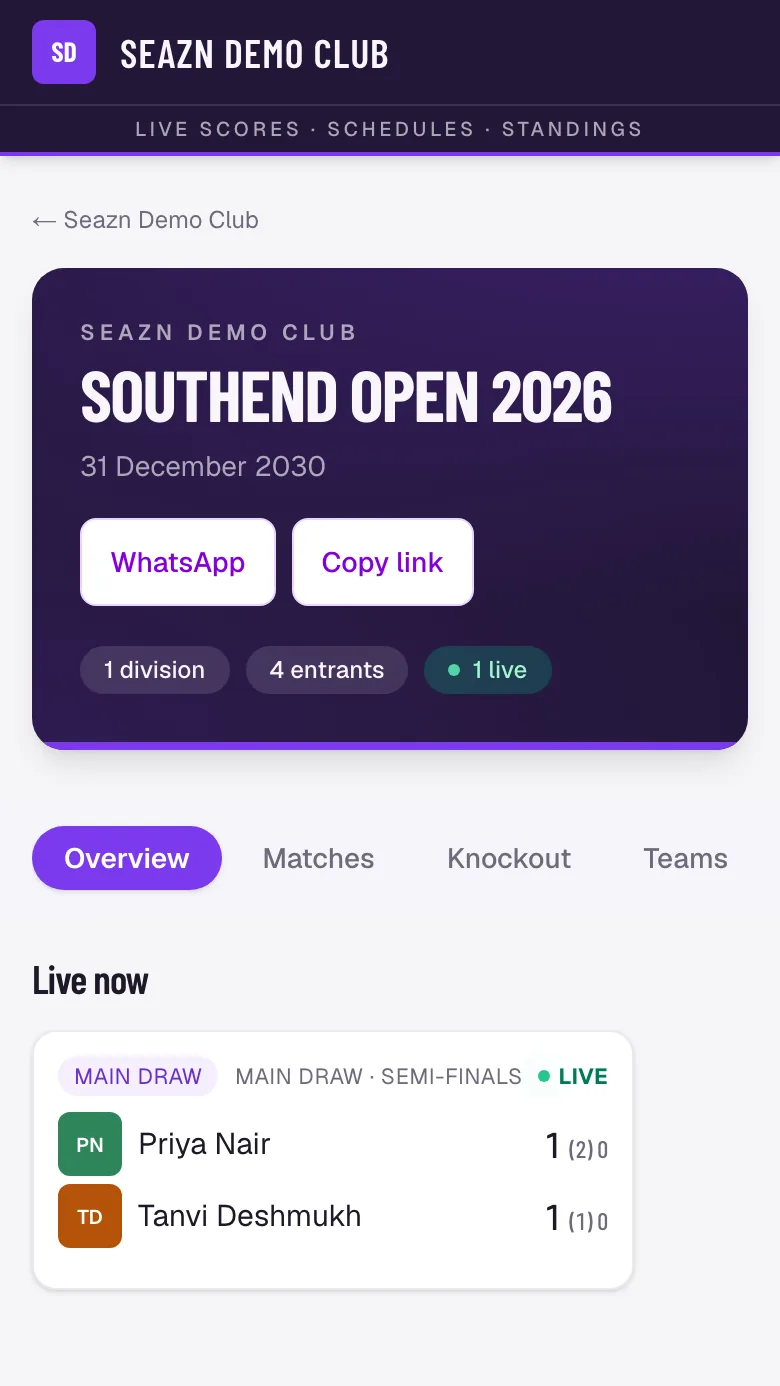 SD SEAZN DEMO CLUB
LIVE SCORES · SCHEDULES · STANDINGS
← Seazn Demo Club
SEAZN DEMO CLUB
SOUTHEND OPEN 2026
31 December 2030
WhatsApp Copy link
1 division 4 entrants 1 live
Overview Matches Knockout Teams
Live now
MAIN DRAW MAIN DRAW · SEMI-FINALS LIVE
PN Priya Nair 1 (2) 0
TD Tanvi Deshmukh 1 (1) 0